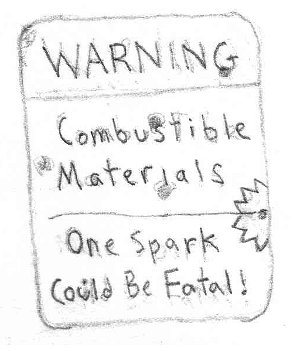 WARNING
Combustible
Materials
One Spark
Could Be Fatal!